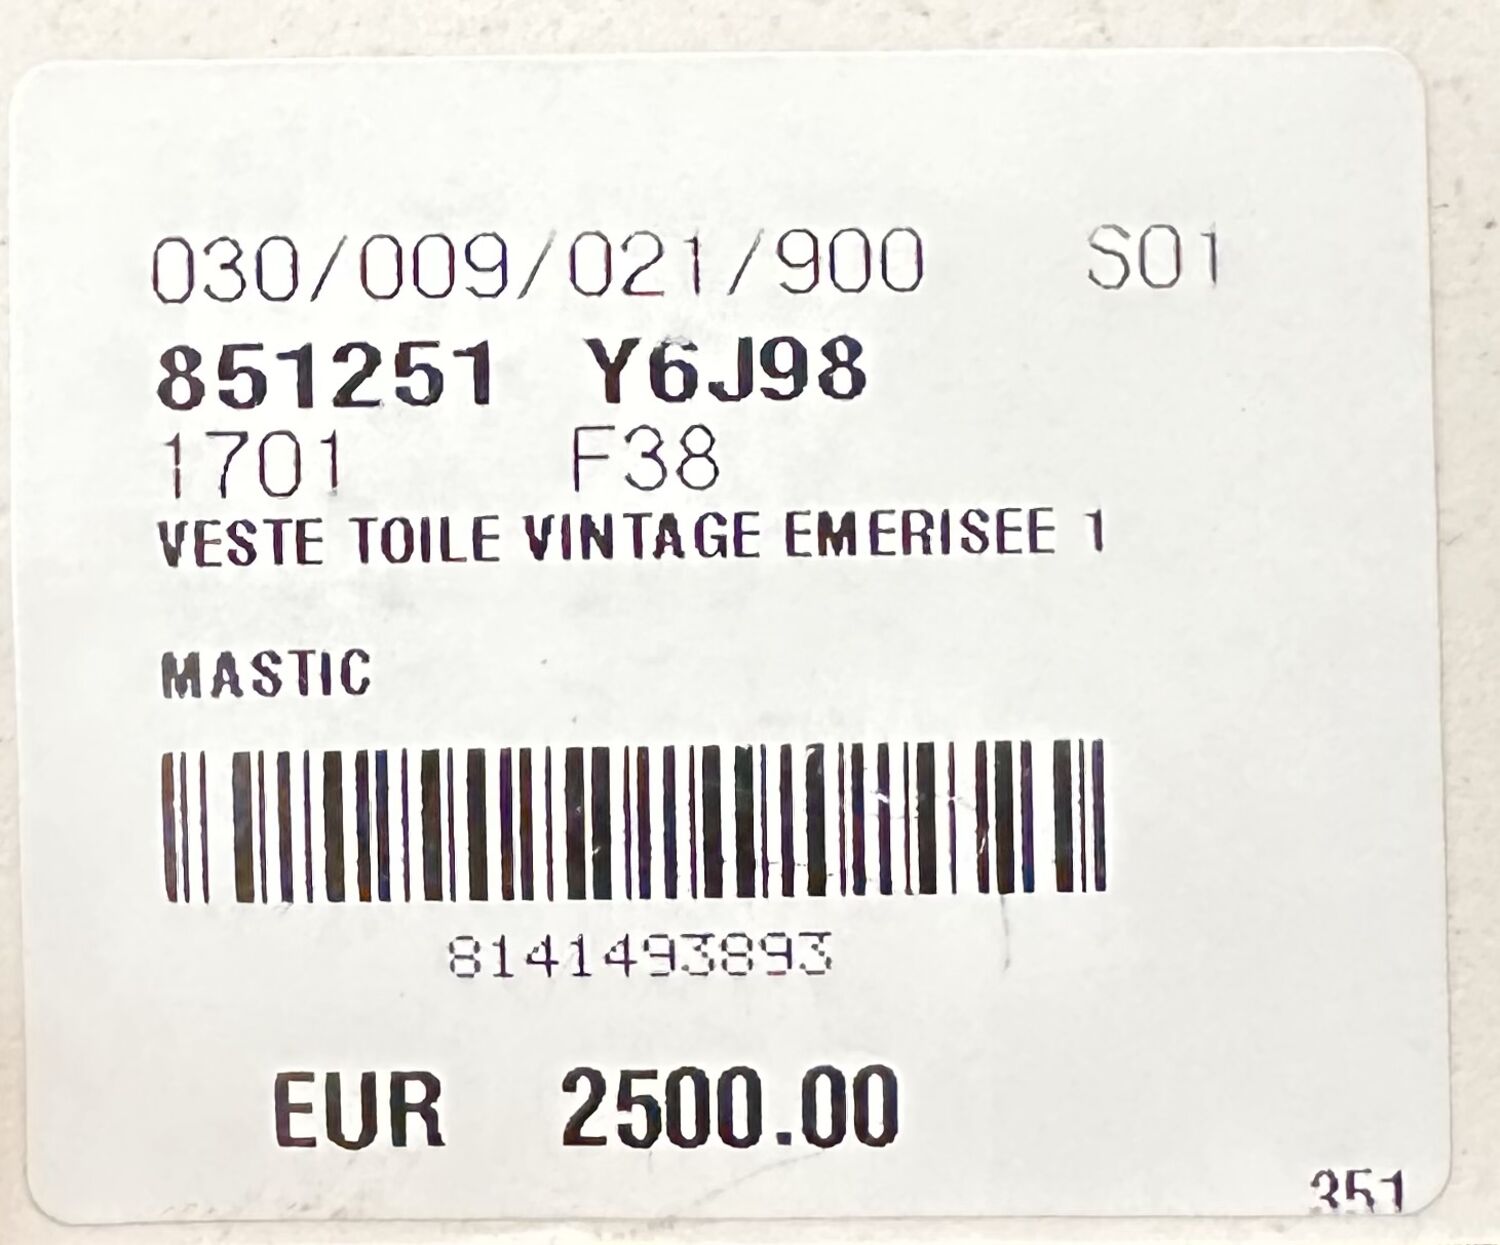 030/009/021/900 S01
851251 Y6J98
1701 F38
VESTE TOILE VINTAGE EMERISEE 1
MASTIC
8141493893
EUR 2500.00
351